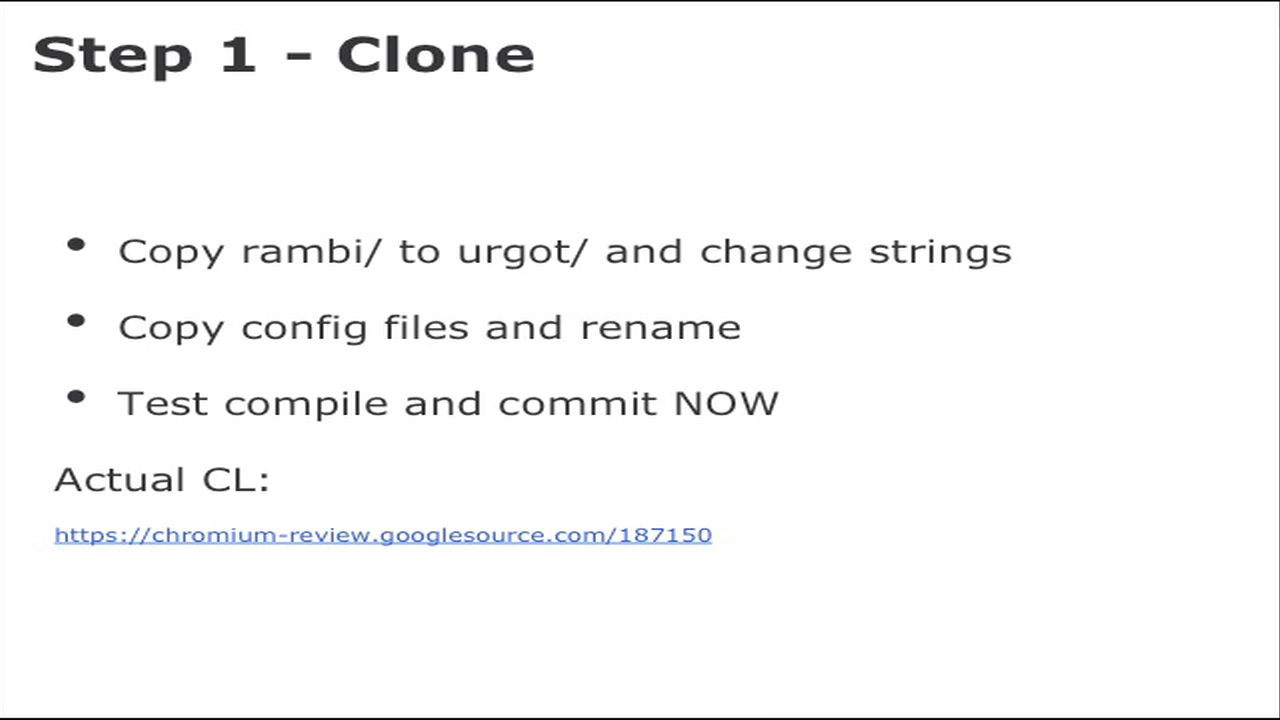 Step 1 - Clone
• Copy rambi/ to urgot/ and change strings
• Copy config files and rename
• Test compile and commit NOW
Actual CL:
https://chromium-review.googlesource.com/187150